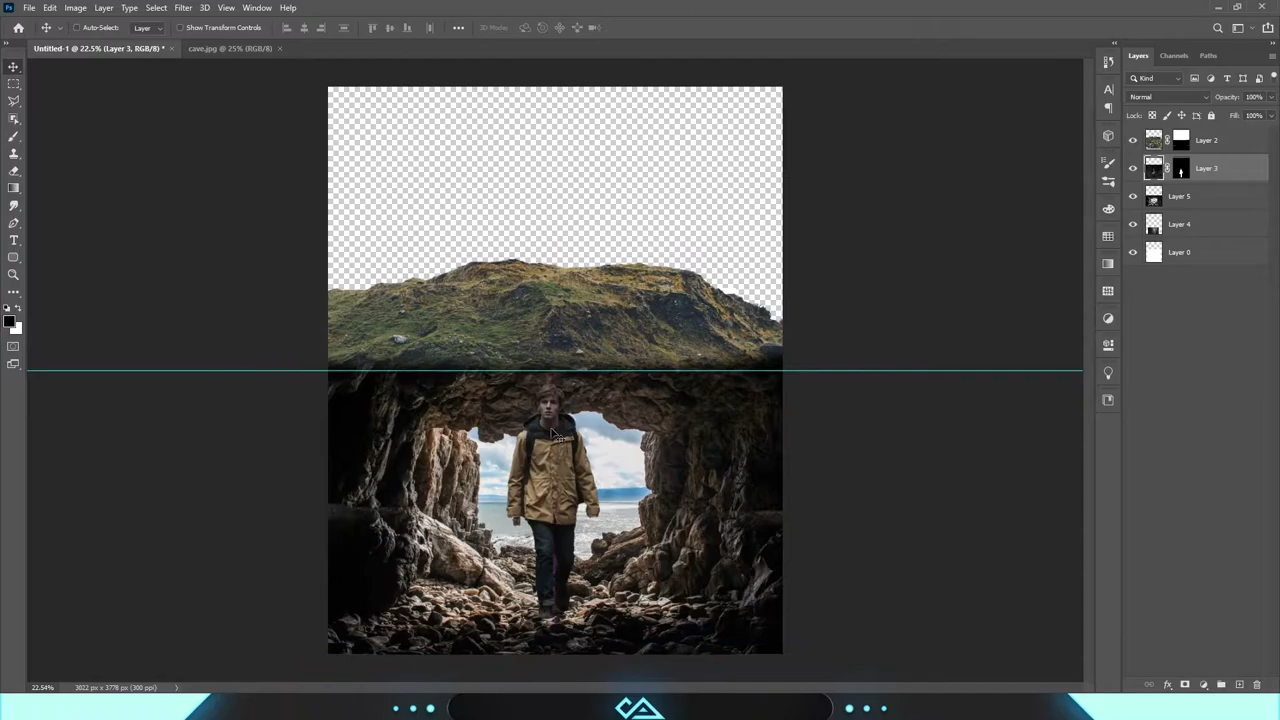 Ps File Edit Image Layer Type Select Filter 3D View Window Help
Auto-Select: Layer Show Transform Controls 3D Mode:
Untitled-1 @ 22.5% (Layer 3, RGB/8) * × cave.jpg @ 25% (RGB/8) ×
Layers Channels Paths
Kind
Normal Opacity: 100%
Lock: Fill: 100%
Layer 2
Layer 3
Layer 5
Layer 4
Layer 0
22.54% 3022 px x 3778 px (300 ppi)